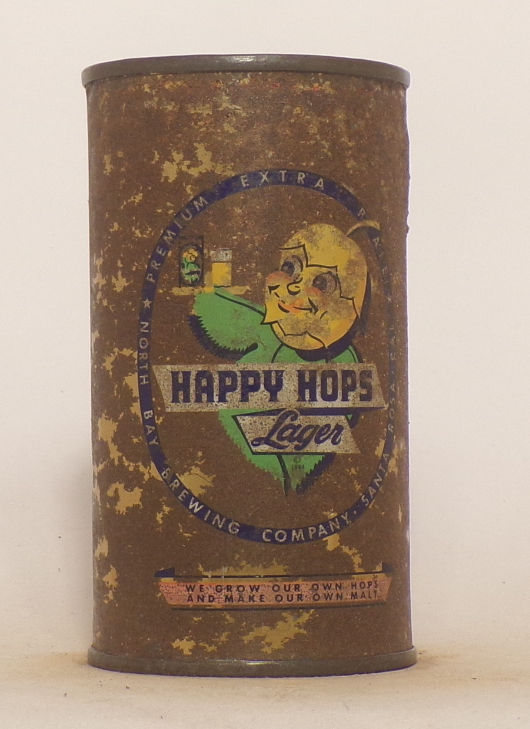 PREMIUM EXTRA
HAPPY HOPS
Lager
©
★ NORTH BAY BREWING COMPANY · SANTA
WE GROW OUR OWN HOPS
AND MAKE OUR OWN MALT